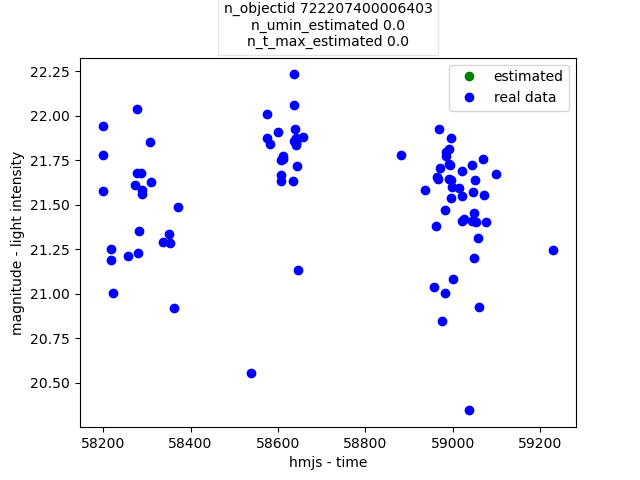 n_objectid 722207400006403
n_umin_estimated 0.0
n_t_max_estimated 0.0
estimated
real data
22.25
22.00
21.75
21.50
21.25
21.00
20.75
20.50
magnitude - light intensity
58200 58400 58600 58800 59000 59200
hmjs - time